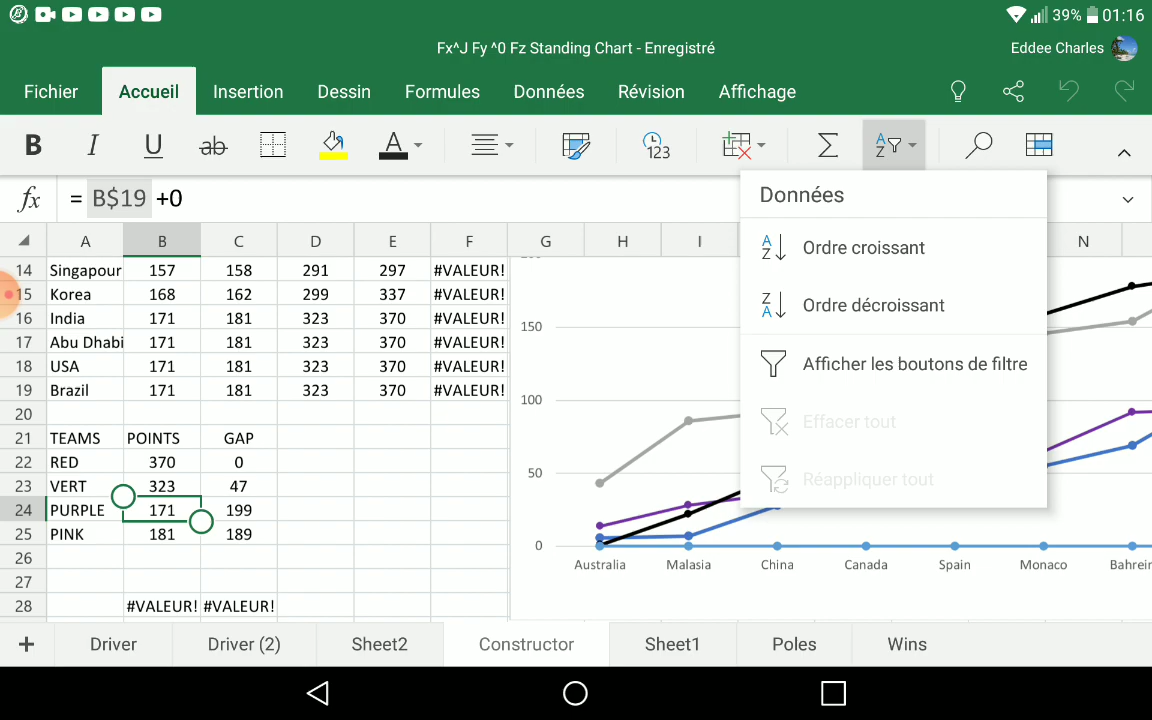 39% 01:16
Fx^J Fy ^0 Fz Standing Chart - Enregistré
Eddee Charles
Fichier Accueil Insertion Dessin Formules Données Révision Affichage
B I U ab A 123 Σ A Z
fx = B$19 +0
Données
A Z Ordre croissant
Z A Ordre décroissant
Afficher les boutons de filtre
Effacer tout
Réappliquer tout
A B C D E F G H I N
14 Singapour 157 158 291 297 #VALEUR!
15 Korea 168 162 299 337 #VALEUR!
16 India 171 181 323 370 #VALEUR!
17 Abu Dhabi 171 181 323 370 #VALEUR!
18 USA 171 181 323 370 #VALEUR!
19 Brazil 171 181 323 370 #VALEUR!
20
21 TEAMS POINTS GAP
22 RED 370 0
23 VERT 323 47
24 PURPLE 171 199
25 PINK 181 189
26
27
28 #VALEUR! #VALEUR!
150
100
50
0
Australia Malasia China Canada Spain Monaco Bahrein
+ Driver Driver (2) Sheet2 Constructor Sheet1 Poles Wins